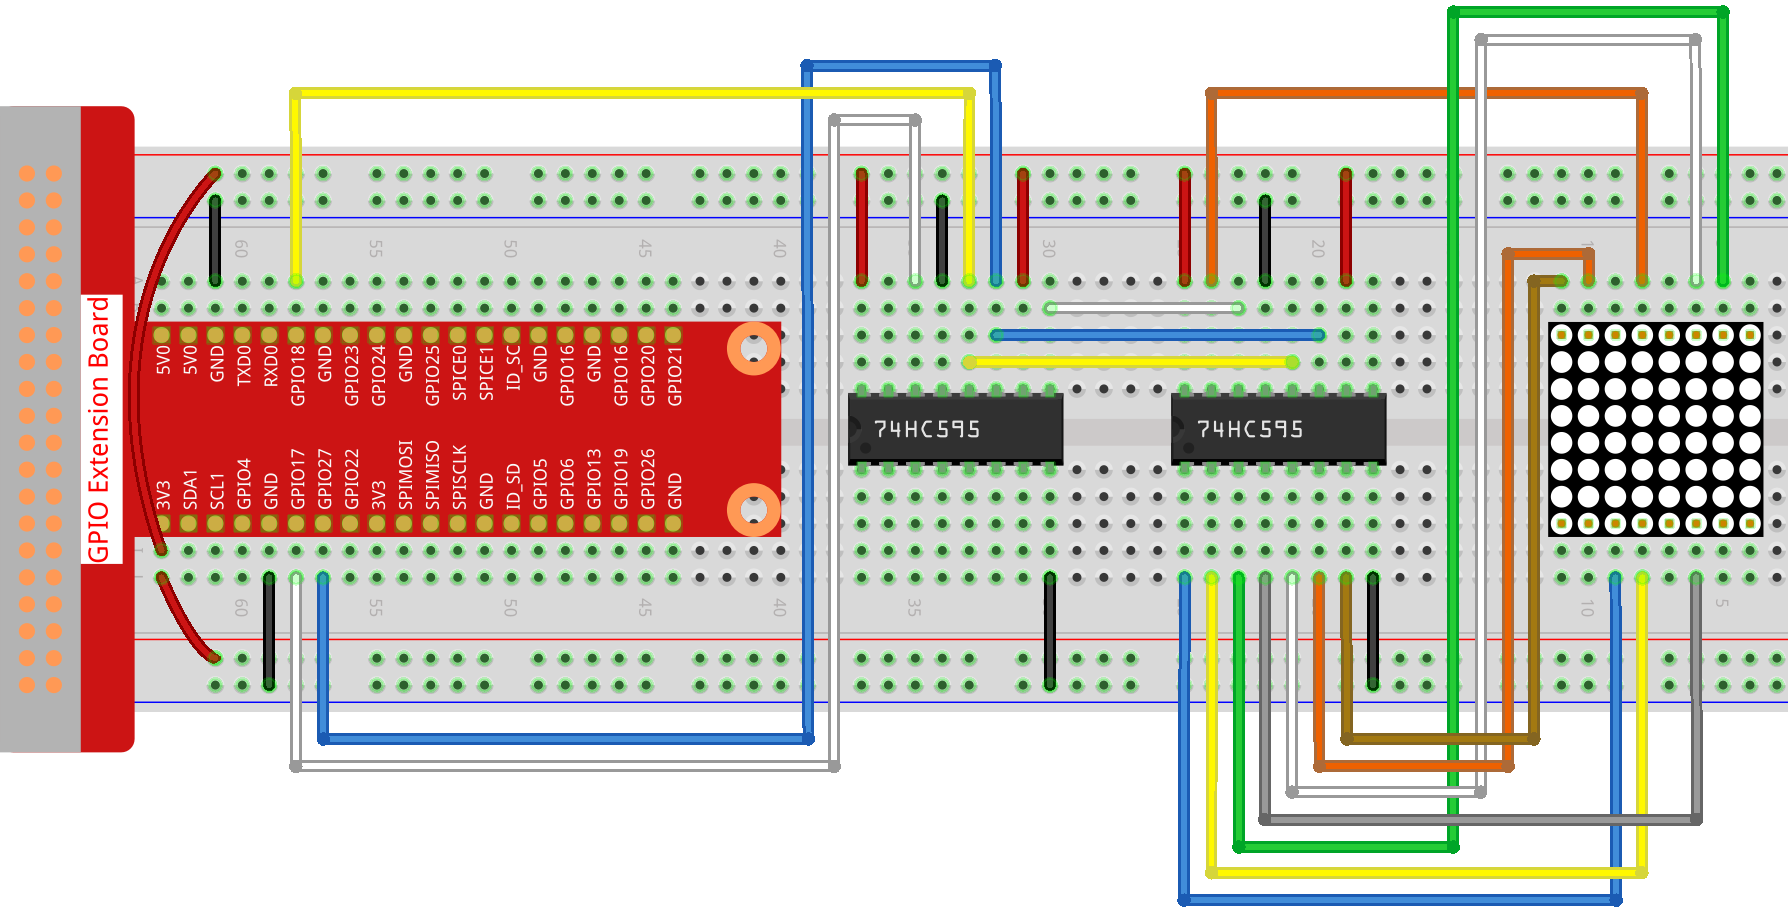 GPIO Extension Board
5V0
5V0
GND
TXD0
RXD0
GPIO18
GND
GPIO23
GPIO24
GND
GPIO25
SPICE0
SPICE1
ID_SC
GND
GPIO16
GND
GPIO16
GPIO20
GPIO21
3V3
SDA1
SCL1
GPIO4
GND
GPIO17
GPIO27
GPIO22
3V3
SPIMOSI
SPIMISO
SPISCLK
GND
ID_SD
GPIO5
GPIO6
GPIO13
GPIO19
GPIO26
GND
60
55
50
45
40
30
20
74HC595
74HC595
60
55
50
45
40
35
10
5